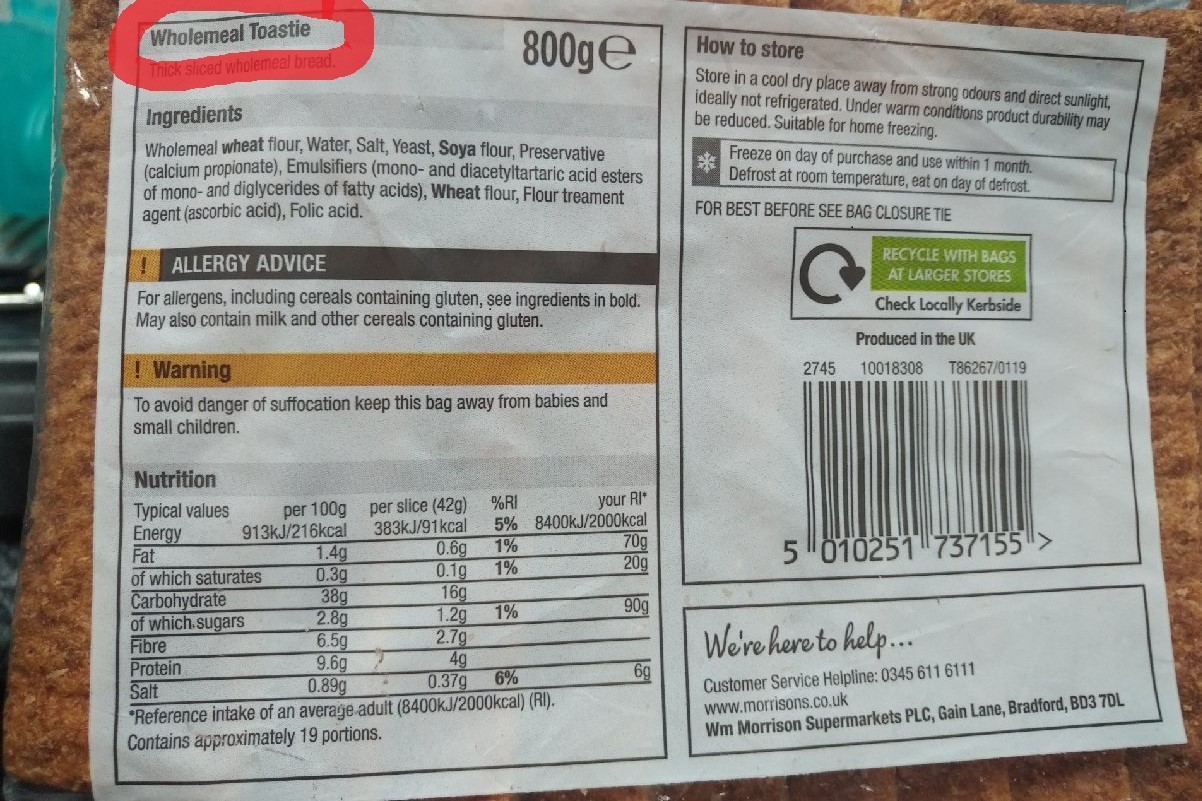 Wholemeal Toastie
Thick sliced wholemeal bread.
800g℮
Ingredients
Wholemeal wheat flour, Water, Salt, Yeast, Soya flour, Preservative
(calcium propionate), Emulsifiers (mono- and diacetyltartaric acid esters
of mono- and diglycerides of fatty acids), Wheat flour, Flour treament
agent (ascorbic acid), Folic acid.
! ALLERGY ADVICE
For allergens, including cereals containing gluten, see ingredients in bold.
May also contain milk and other cereals containing gluten.
! Warning
To avoid danger of suffocation keep this bag away from babies and
small children.
Nutrition
Typical values per 100g per slice (42g) %RI your RI*
Energy 913kJ/216kcal 383kJ/91kcal 5% 8400kJ/2000kcal
Fat 1.4g 0.6g 1% 70g
of which saturates 0.3g 0.1g 1% 20g
Carbohydrate 38g 16g
of which sugars 2.8g 1.2g 1% 90g
Fibre 6.5g 2.7g
Protein 9.6g 4g
Salt 0.89g 0.37g 6% 6g
*Reference intake of an average adult (8400kJ/2000kcal) (RI).
Contains approximately 19 portions.
How to store
Store in a cool dry place away from strong odours and direct sunlight,
ideally not refrigerated. Under warm conditions product durability may
be reduced. Suitable for home freezing.
Freeze on day of purchase and use within 1 month.
Defrost at room temperature, eat on day of defrost.
FOR BEST BEFORE SEE BAG CLOSURE TIE
RECYCLE WITH BAGS
AT LARGER STORES
Check Locally Kerbside
Produced in the UK
2745 10018308 T86267/0119
5 010251 737155 >
We're here to help...
Customer Service Helpline: 0345 611 6111
www.morrisons.co.uk
Wm Morrison Supermarkets PLC, Gain Lane, Bradford, BD3 7DL